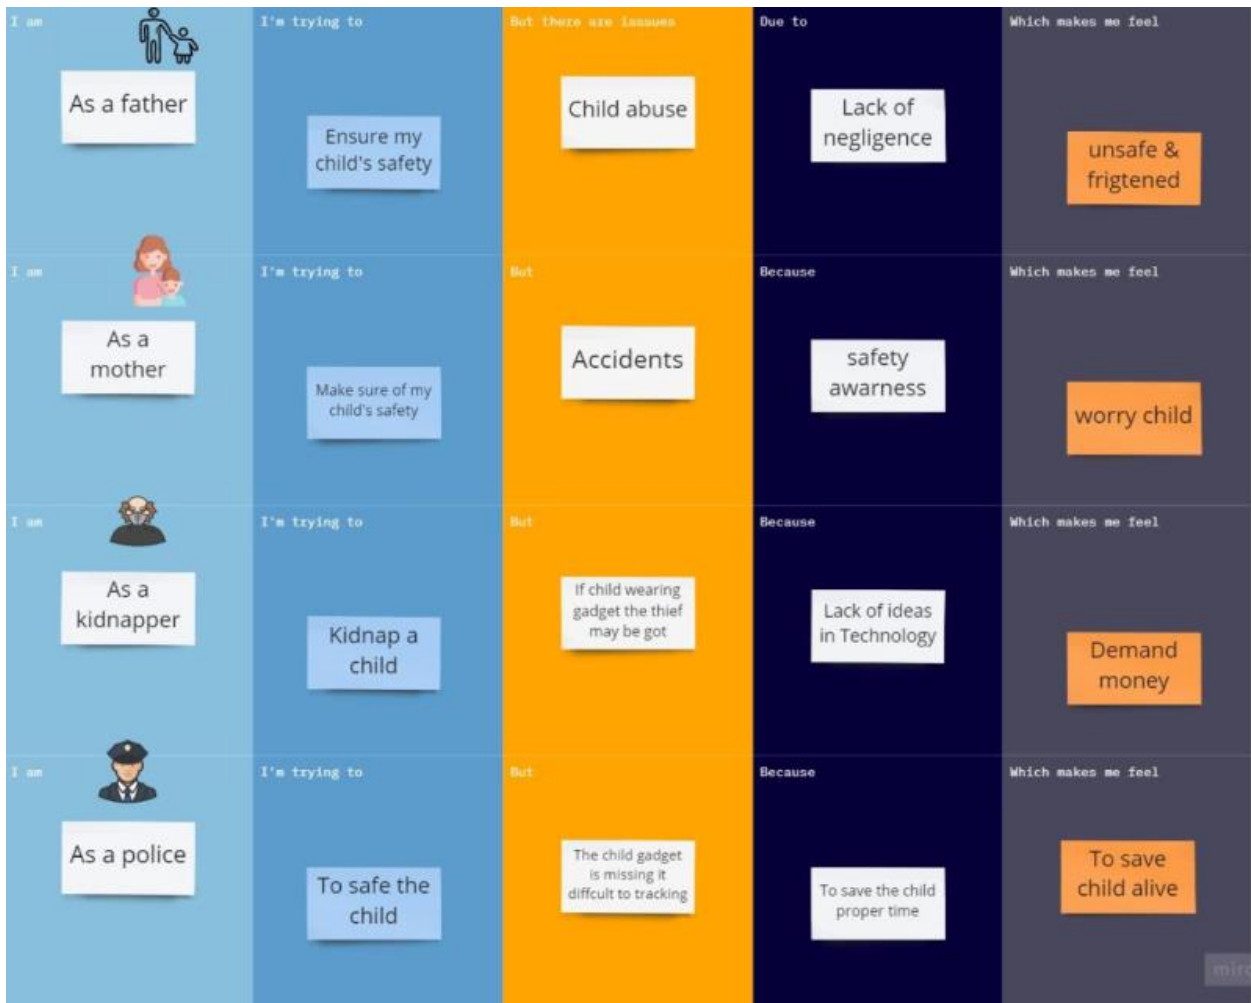 I am
I'm trying to
But there are issues
Due to
Which makes me feel
As a father
Ensure my
child's safety
Child abuse
Lack of
negligence
unsafe &
frigtened
I am
I'm trying to
But
Because
Which makes me feel
As a
mother
Make sure of my
child's safety
Accidents
safety
awarness
worry child
I am
I'm trying to
But
Because
Which makes me feel
As a
kidnapper
Kidnap a
child
If child wearing
gadget the thief
may be got
Lack of ideas
in Technology
Demand
money
I am
I'm trying to
But
Because
Which makes me feel
As a police
To safe the
child
The child gadget
is missing it
diffcult to tracking
To save the child
proper time
To save
child alive
miro